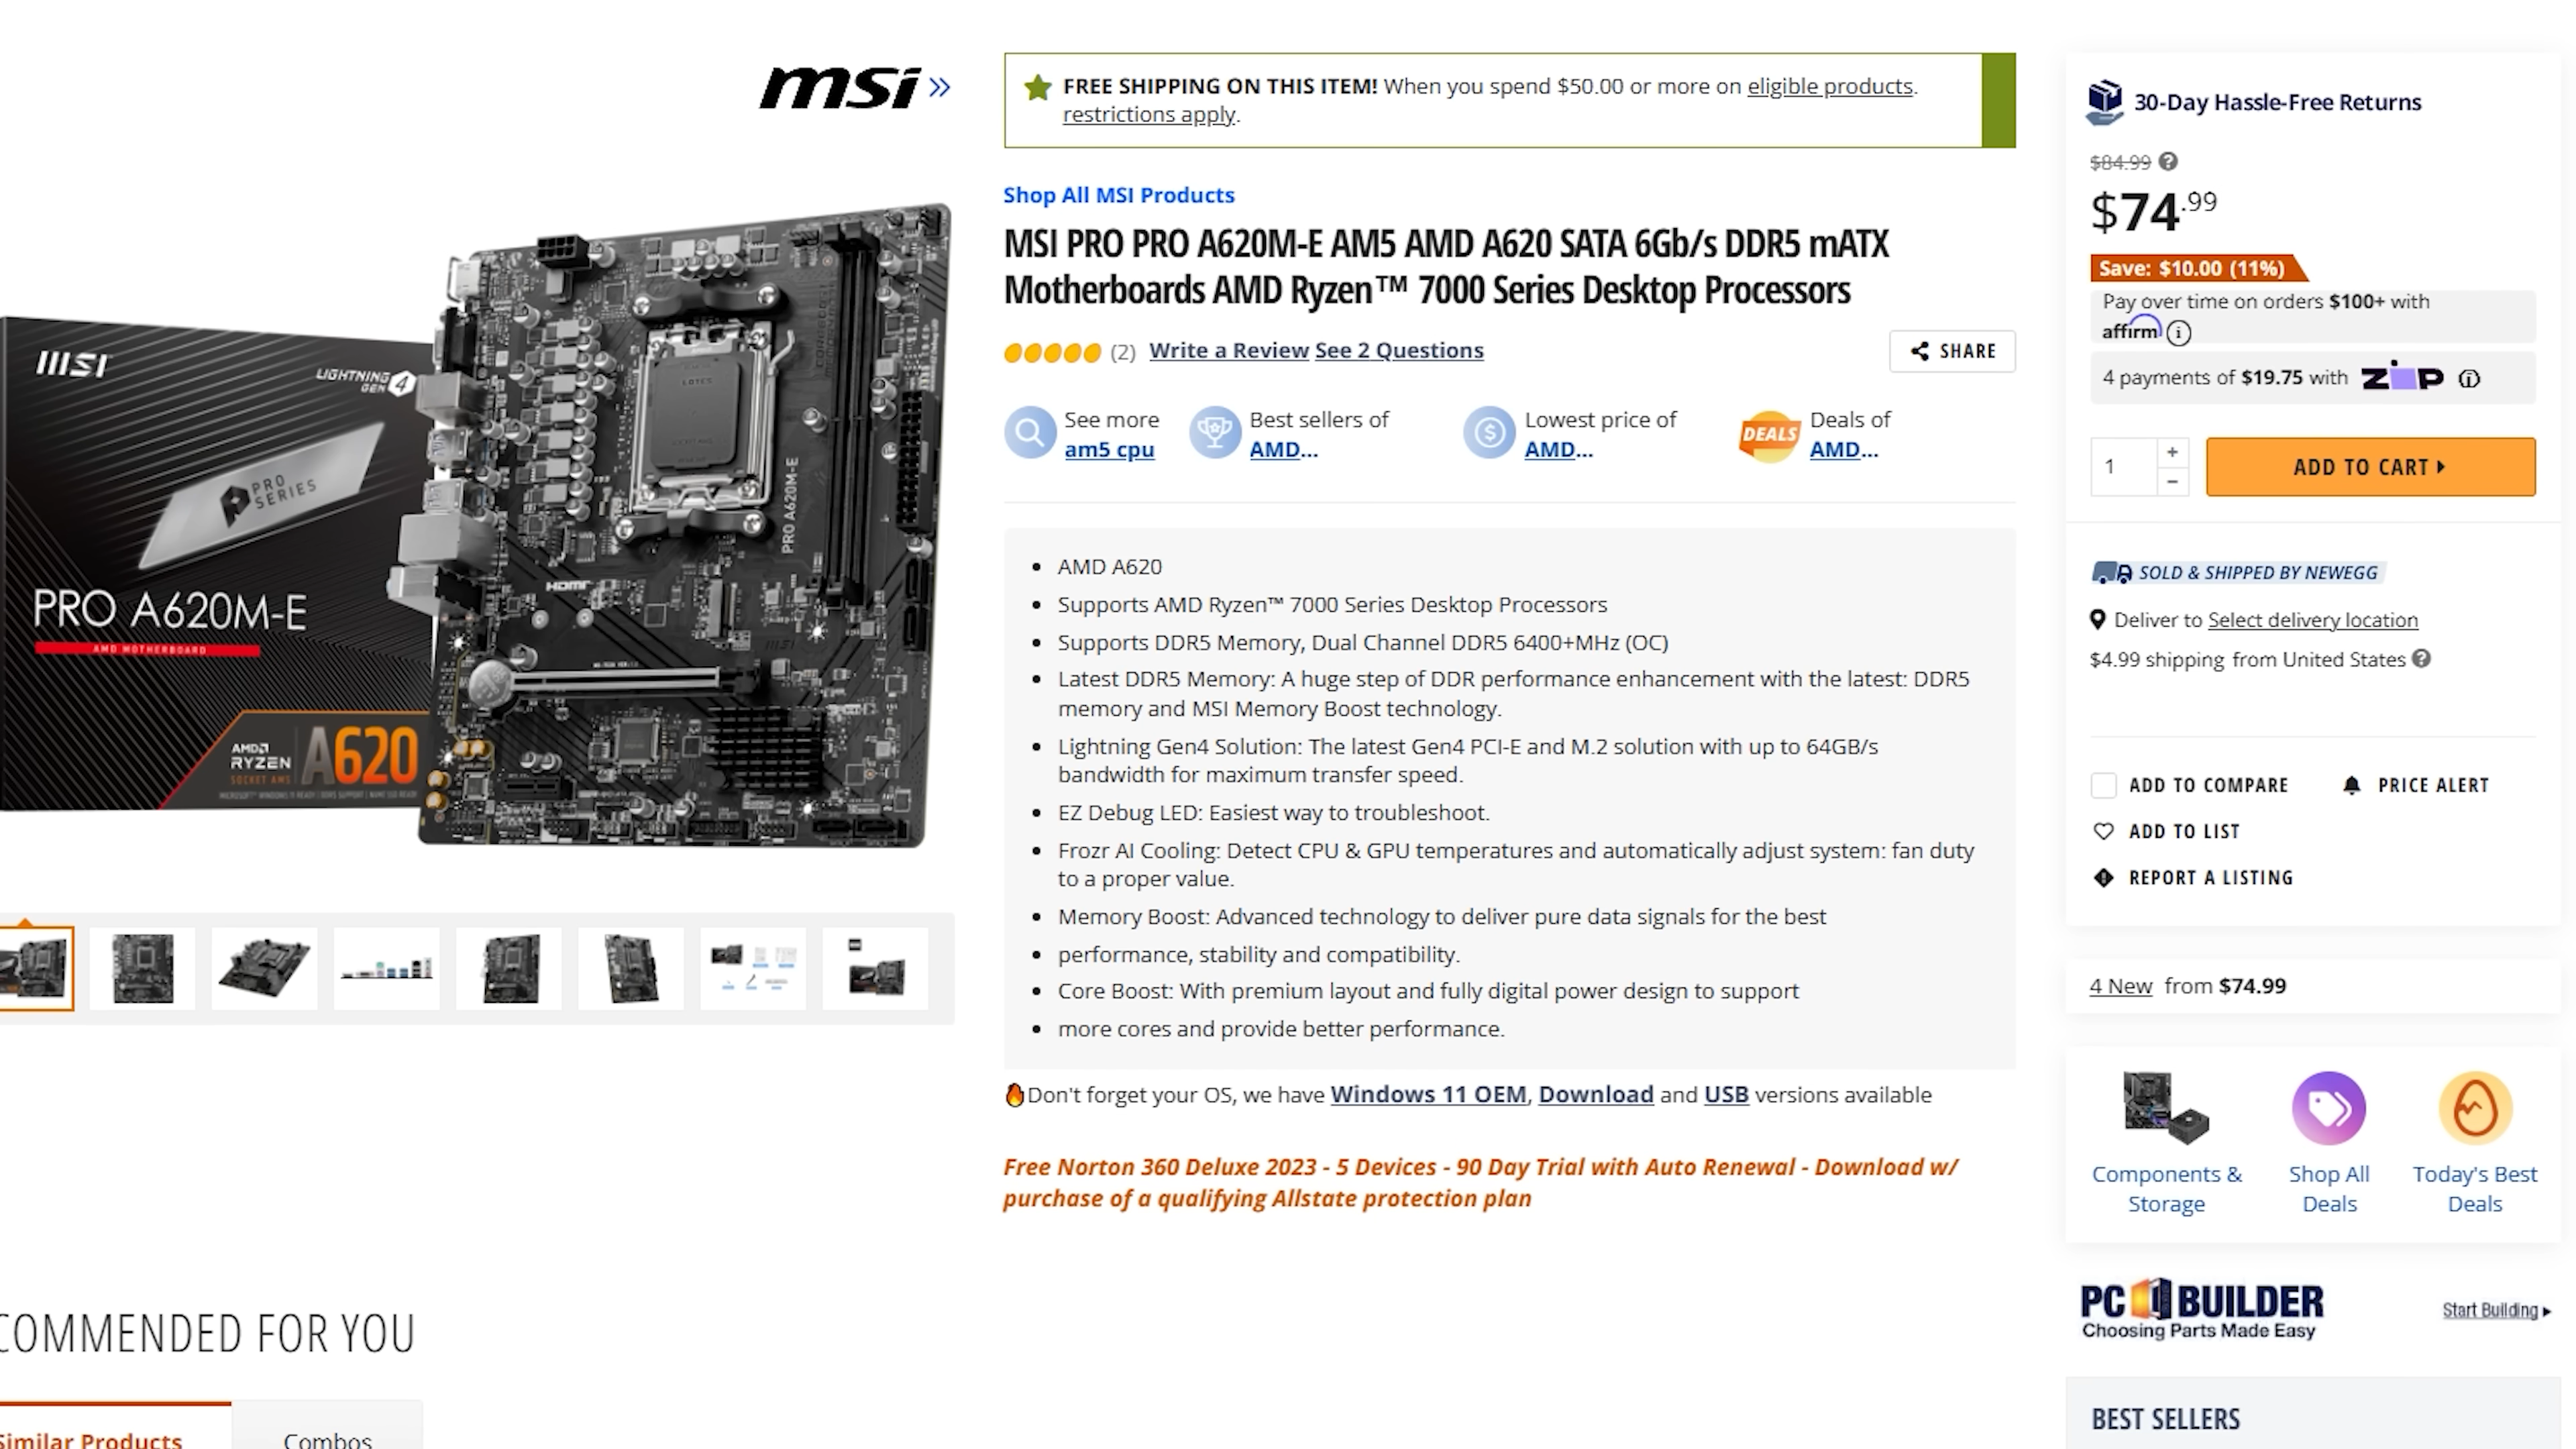 msi
FREE SHIPPING ON THIS ITEM! When you spend $50.00 or more on eligible products.
restrictions apply.
Shop All MSI Products
MSI PRO PRO A620M-E AM5 AMD A620 SATA 6Gb/s DDR5 mATX
Motherboards AMD Ryzen™ 7000 Series Desktop Processors
(2) Write a Review See 2 Questions
SHARE
See more
am5 cpu
Best sellers of
AMD...
Lowest price of
AMD...
DEALS
Deals of
AMD...
AMD A620
Supports AMD Ryzen™ 7000 Series Desktop Processors
Supports DDR5 Memory, Dual Channel DDR5 6400+MHz (OC)
Latest DDR5 Memory: A huge step of DDR performance enhancement with the latest: DDR5
memory and MSI Memory Boost technology.
Lightning Gen4 Solution: The latest Gen4 PCI-E and M.2 solution with up to 64GB/s
bandwidth for maximum transfer speed.
EZ Debug LED: Easiest way to troubleshoot.
Frozr AI Cooling: Detect CPU & GPU temperatures and automatically adjust system: fan duty
to a proper value.
Memory Boost: Advanced technology to deliver pure data signals for the best
performance, stability and compatibility.
Core Boost: With premium layout and fully digital power design to support
more cores and provide better performance.
Don't forget your OS, we have Windows 11 OEM, Download and USB versions available
Free Norton 360 Deluxe 2023 - 5 Devices - 90 Day Trial with Auto Renewal - Download w/
purchase of a qualifying Allstate protection plan
MSI
LIGHTNING
GEN 4
PRO
SERIES
PRO A620M-E
AMD MOTHERBOARD
AMD
RYZEN
SOCKET AM5
A620
LOTES
PRO A620M-E
HDMI
30-Day Hassle-Free Returns
$84.99
$74.99
Save: $10.00 (11%)
Pay over time on orders $100+ with
affirm
4 payments of $19.75 with ZIP
1
ADD TO CART
SOLD & SHIPPED BY NEWEGG
Deliver to Select delivery location
$4.99 shipping from United States
ADD TO COMPARE
PRICE ALERT
ADD TO LIST
REPORT A LISTING
4 New from $74.99
Components &
Storage
Shop All
Deals
Today's Best
Deals
PC BUILDER
Choosing Parts Made Easy
Start Building
BEST SELLERS
COMMENDED FOR YOU
Similar Products
Combos